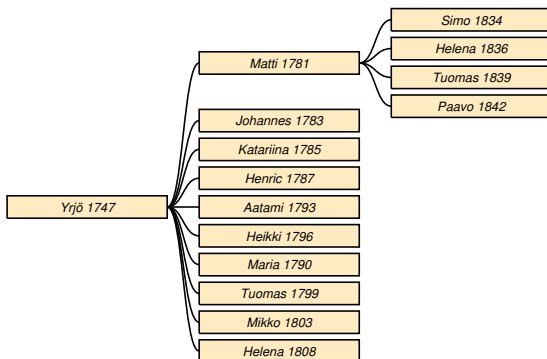 Yrjö 1747
Matti 1781
Simo 1834
Helena 1836
Tuomas 1839
Paavo 1842
Johannes 1783
Katariina 1785
Henric 1787
Aatami 1793
Heikki 1796
Maria 1790
Tuomas 1799
Mikko 1803
Helena 1808